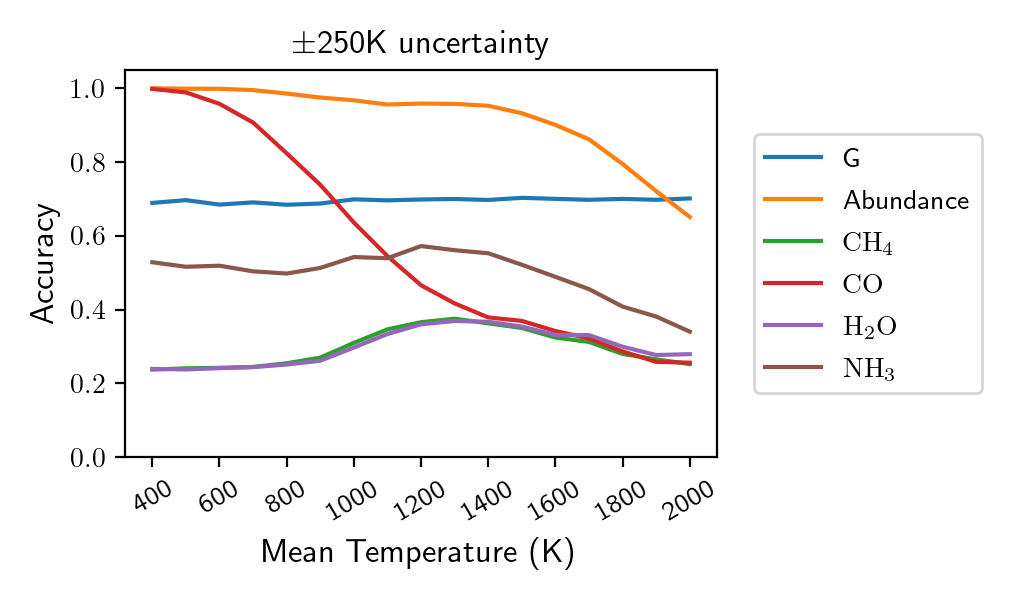 ±250K uncertainty
1.0
0.8
0.6
0.4
0.2
0.0
Accuracy
400
600
800
1000
1200
1400
1600
1800
2000
Mean Temperature (K)
G
Abundance
CH₄
CO
H₂O
NH₃